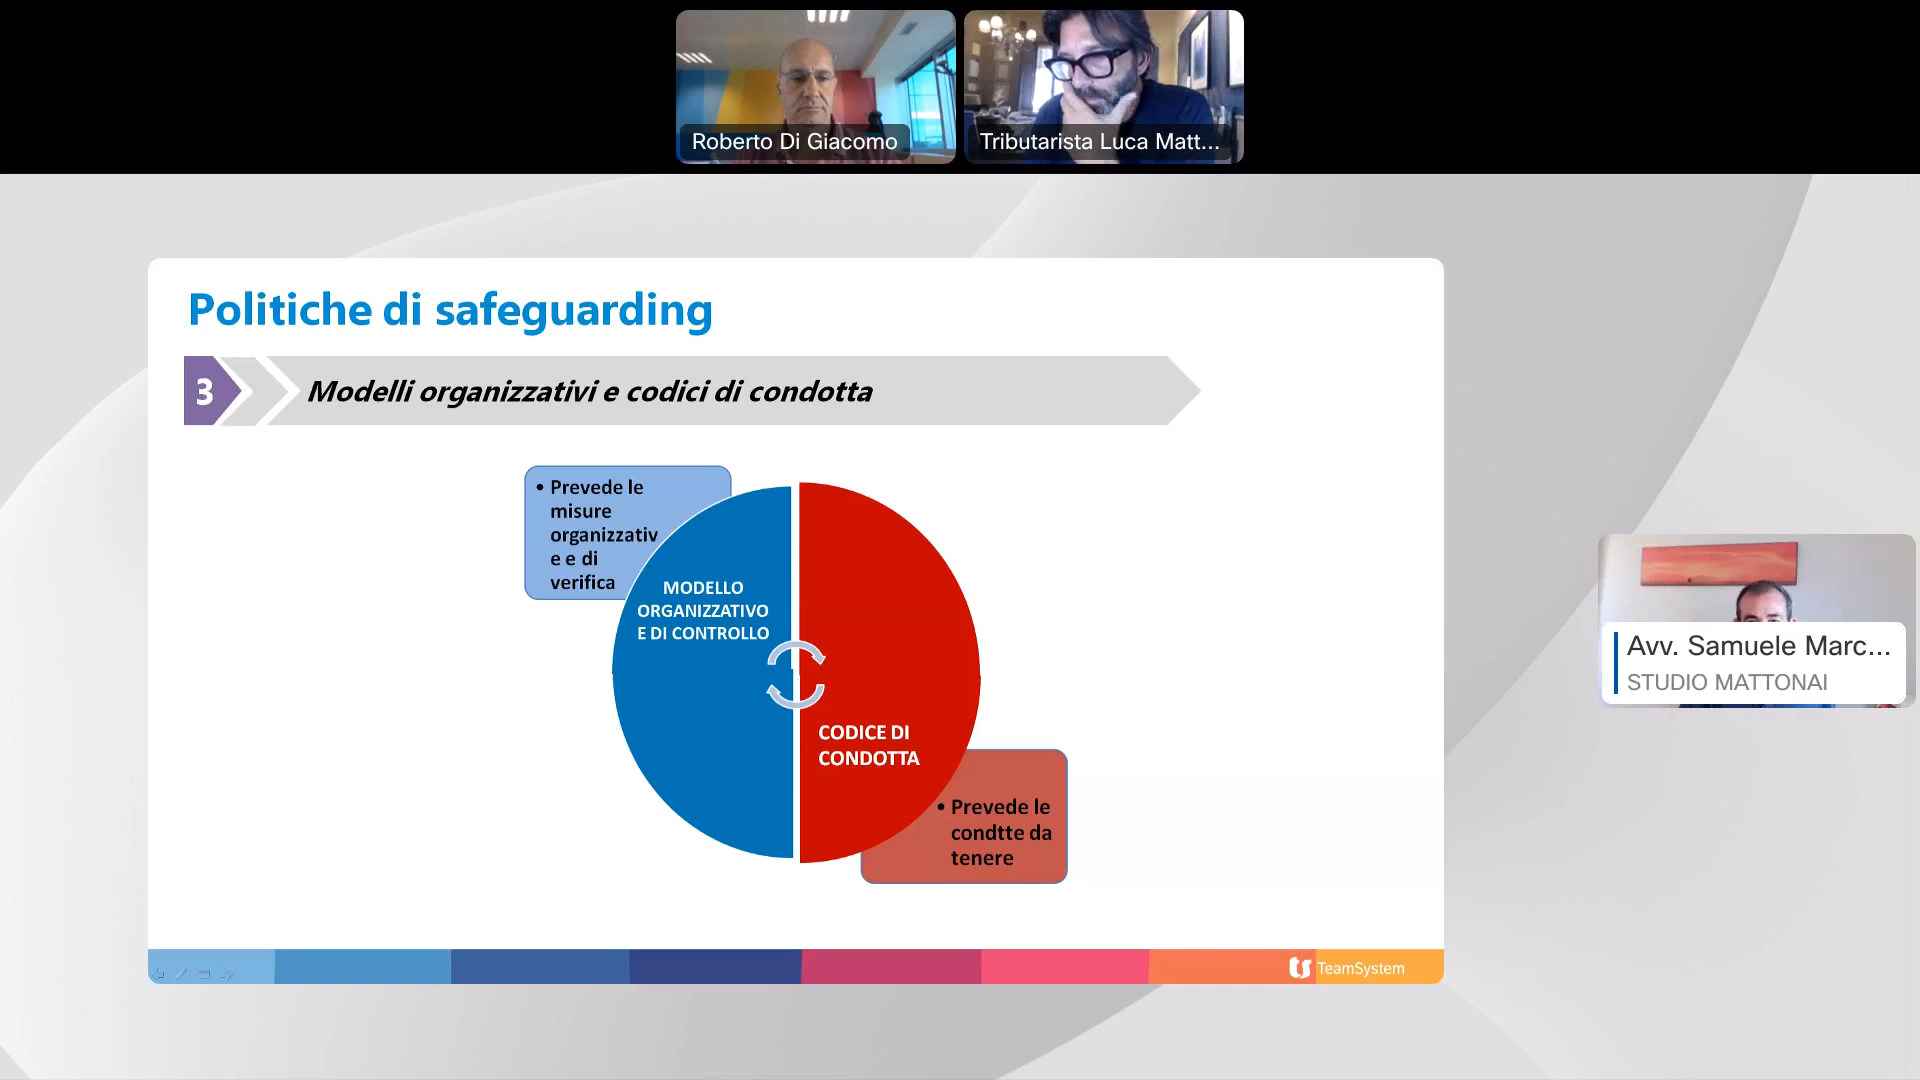 Roberto Di Giacomo
Tributarista Luca Matt...
Politiche di safeguarding
3
Modelli organizzativi e codici di condotta
• Prevede le
misure
organizzativ
e e di
verifica
MODELLO
ORGANIZZATIVO
E DI CONTROLLO
CODICE DI
CONDOTTA
• Prevede le
condtte da
tenere
Avv. Samuele Marc...
STUDIO MATTONAI
TeamSystem